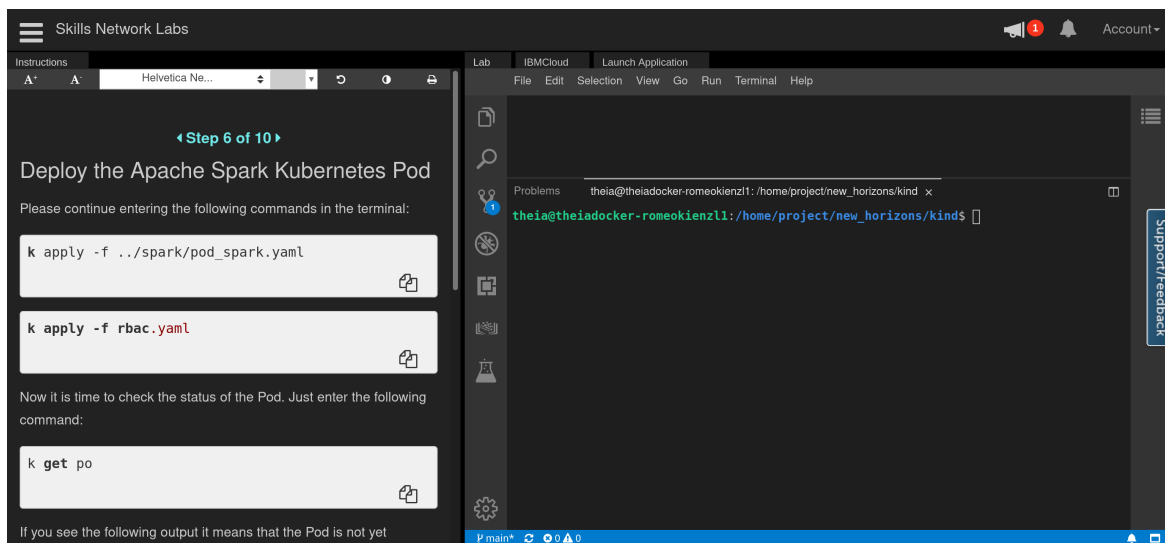 Skills Network Labs
1
Account
Instructions
A+ A- Helvetica Ne...
Step 6 of 10
Deploy the Apache Spark Kubernetes Pod
Please continue entering the following commands in the terminal:
k apply -f ../spark/pod_spark.yaml
k apply -f rbac.yaml
Now it is time to check the status of the Pod. Just enter the following
command:
k get po
If you see the following output it means that the Pod is not yet
Lab IBMCloud Launch Application
File Edit Selection View Go Run Terminal Help
1
Problems theia@theiadocker-romeokienzl1: /home/project/new_horizons/kind ×
theia@theiadocker-romeokienzl1:/home/project/new_horizons/kind$
Support/Feedback
main* 0 0